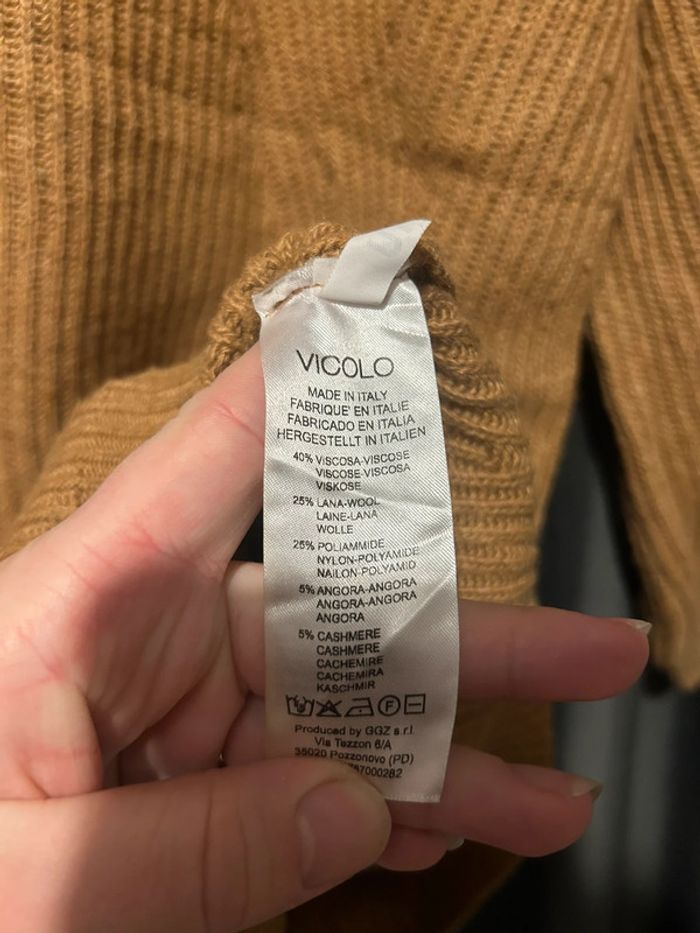 VICOLO
MADE IN ITALY
FABRIQUE' EN ITALIE
FABRICADO EN ITALIA
HERGESTELLT IN ITALIEN
40% VISCOSA-VISCOSE
VISCOSE-VISCOSA
VISKOSE
25% LANA-WOOL
LAINE-LANA
WOLLE
25% POLIAMMIDE
NYLON-POLYAMIDE
NAILON-POLYAMID
5% ANGORA-ANGORA
ANGORA-ANGORA
ANGORA
5% CASHMERE
CASHMERE
CACHEMIRE
CACHEMIRA
KASCHMIR
F
Produced by GGZ s.r.l.
Via Tezzon 6/A
35020 Pozzonovo (PD)